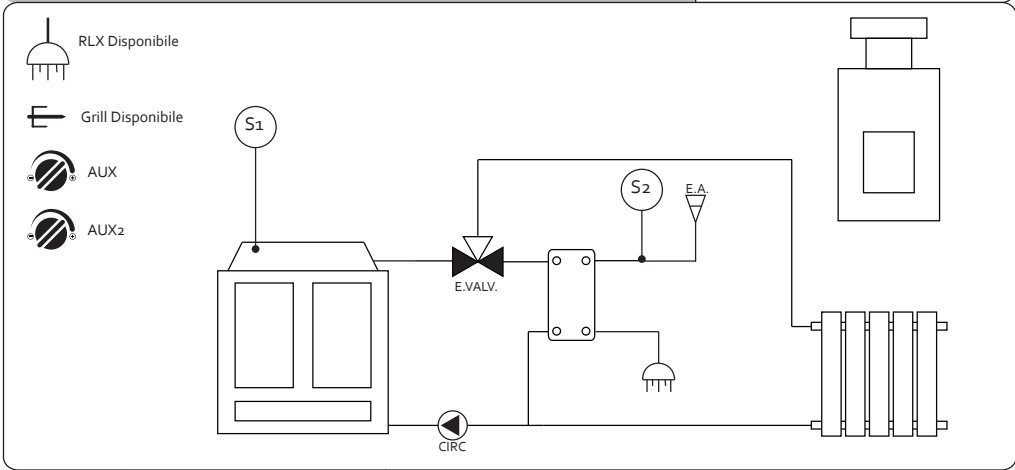 RLX Disponibile
Grill Disponibile
AUX
AUX2
S1
S2
E.A.
E.VALV.
CIRC